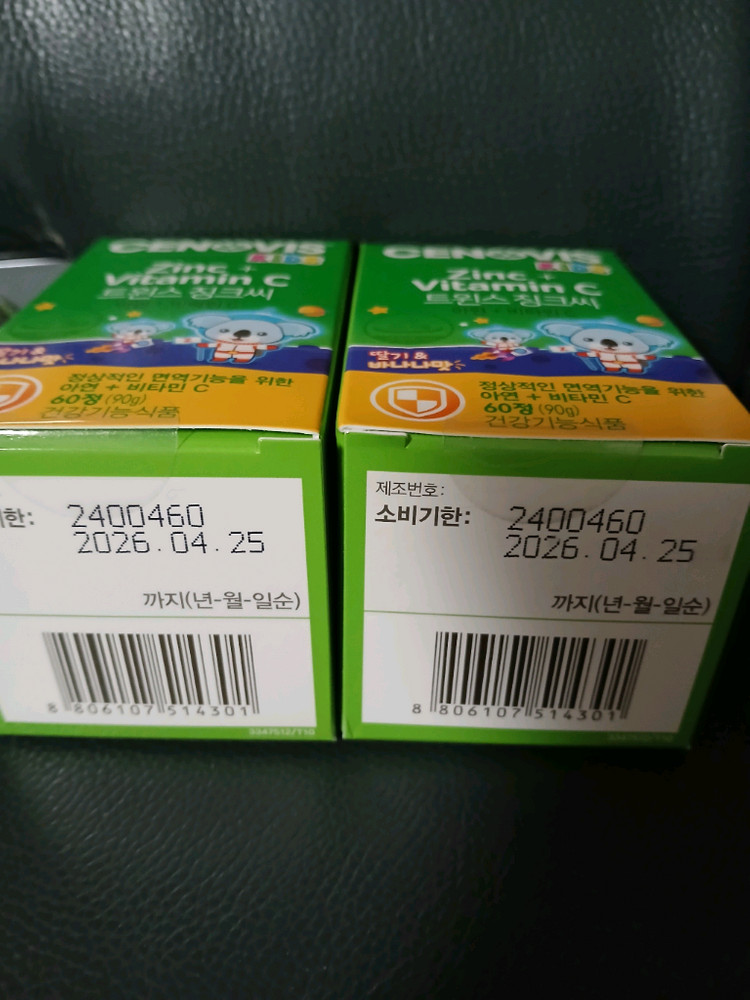 CENOVIS
KIDS
Zinc +
Vitamin C
트윈스 징크씨
딸기 &
바나나맛
정상적인 면역기능을 위한
아연 + 비타민 C
60정 (90g)
건강기능식품
기한:
2400460
2026.04.25
까지(년-월-일순)
8 806107 514301
CENOVIS
KIDS
Zinc +
Vitamin C
트윈스 징크씨
아연 + 비타민 C
딸기 &
바나나맛
정상적인 면역기능을 위한
아연 + 비타민 C
60정 (90g)
건강기능식품
제조번호:
소비기한:
2400460
2026.04.25
까지(년-월-일순)
8 806107 514301